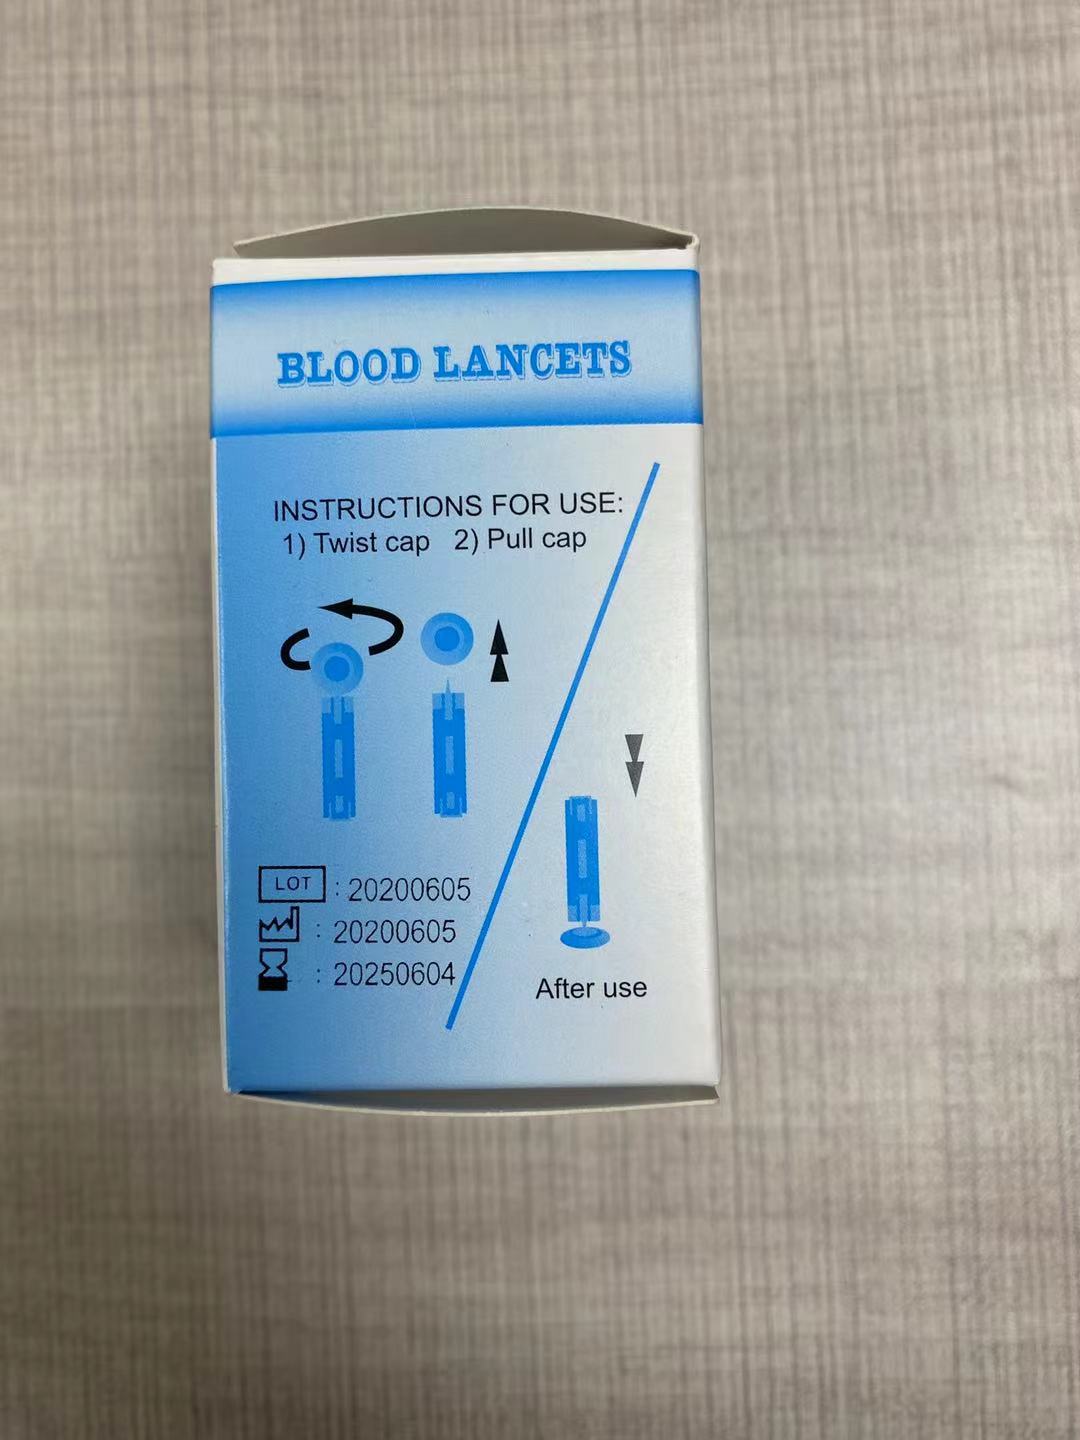 BLOOD LANCETS
INSTRUCTIONS FOR USE:
1) Twist cap 2) Pull cap
LOT : 20200605
: 20200605
: 20250604
After use